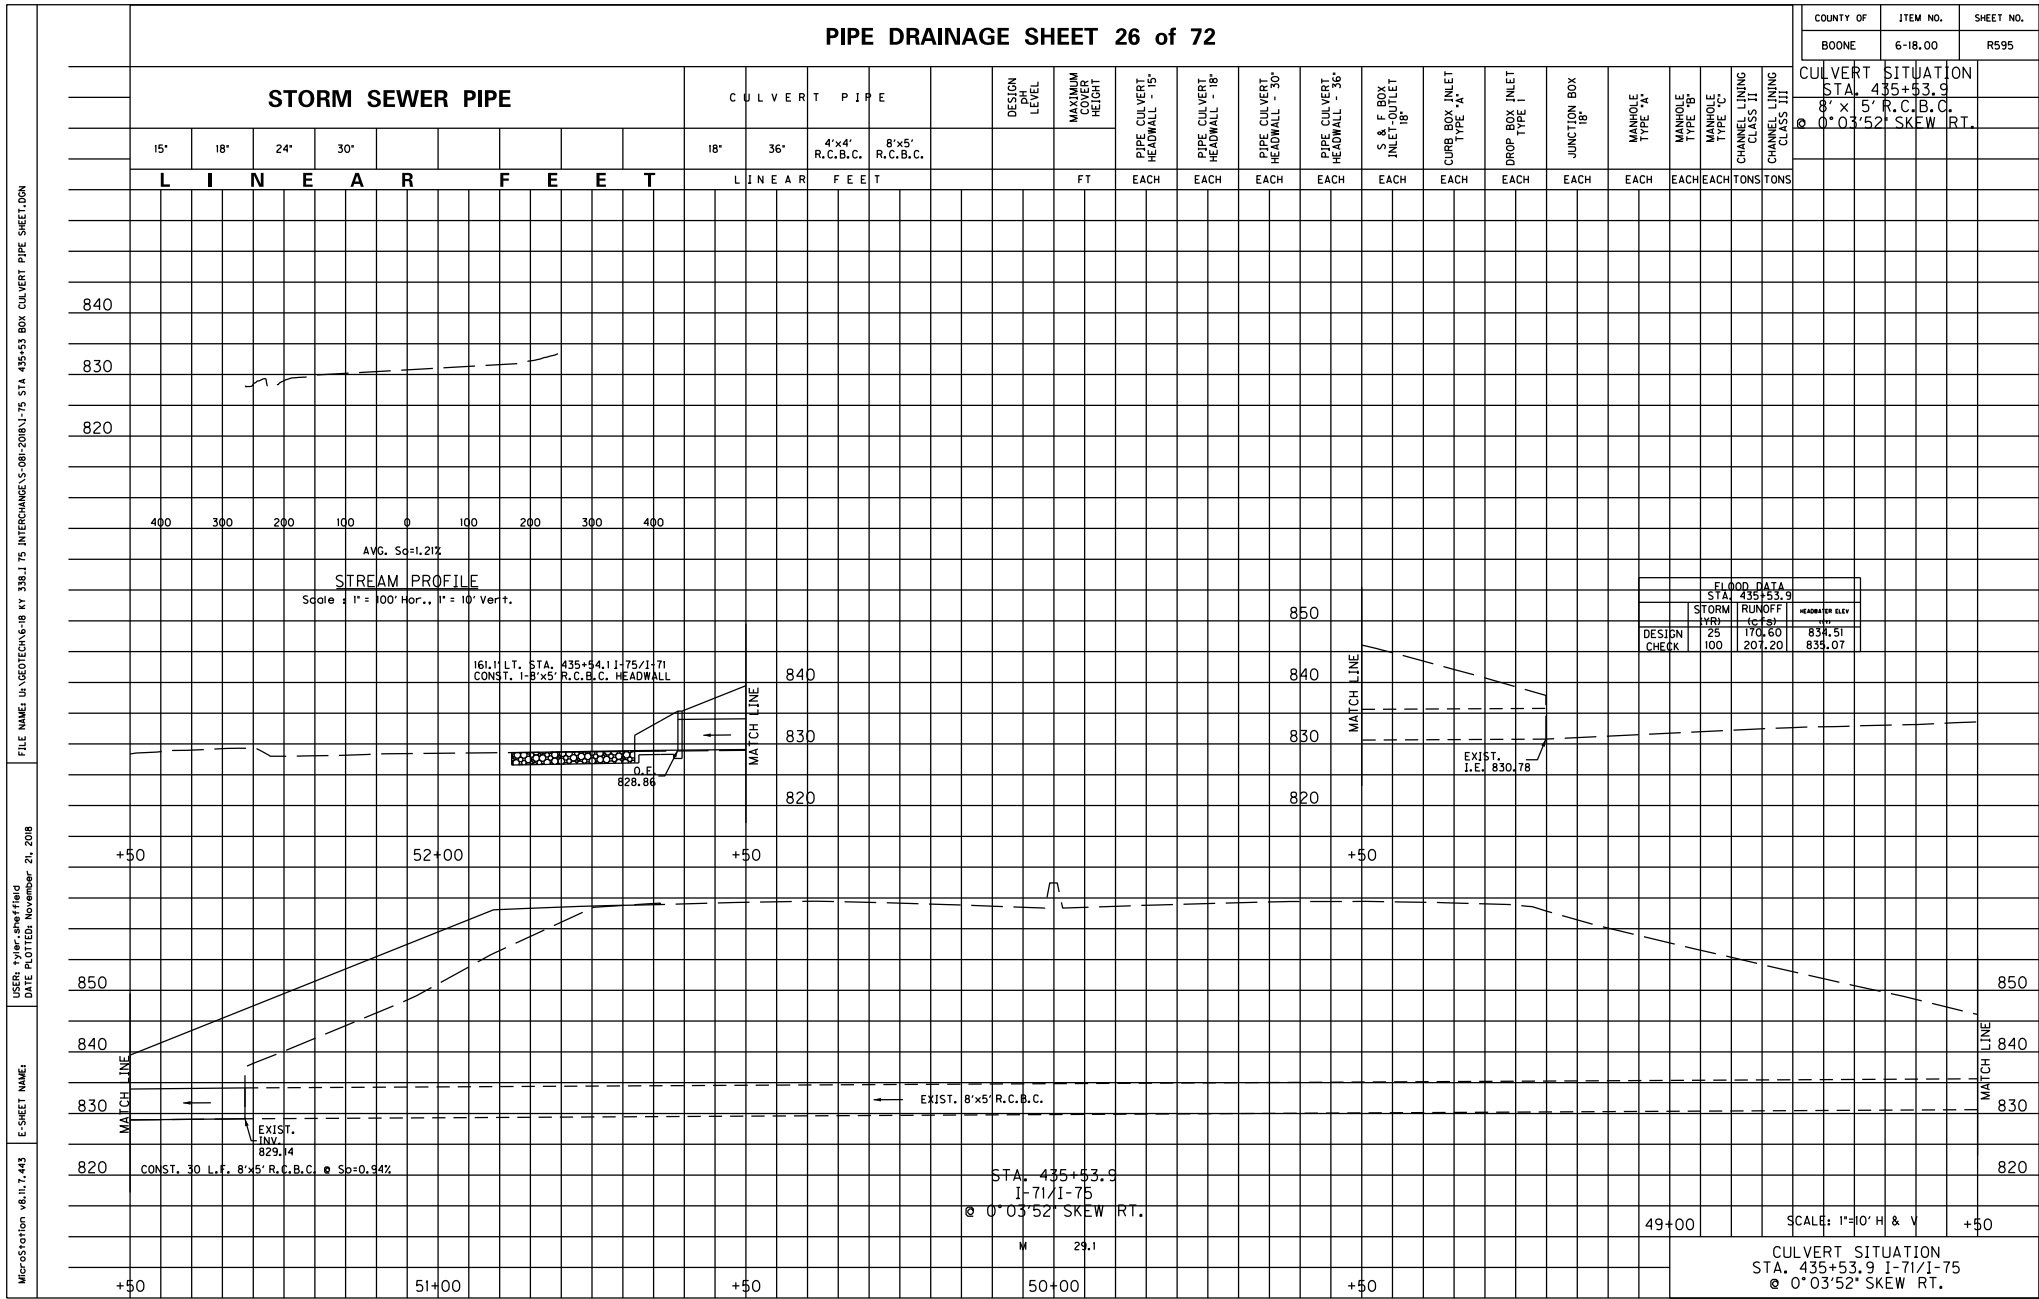 PIPE DRAINAGE SHEET 26 of 72
COUNTY OF
ITEM NO.
SHEET NO.
BOONE
6-18.00
R595
CULVERT SITUATION
STA. 435+53.9
8' x 5' R.C.B.C.
@ 0°03'52" SKEW RT.
STORM SEWER PIPE
CULVERT PIPE
DESIGN
PH
LEVEL
MAXIMUM
COVER
HEIGHT
PIPE CULVERT
HEADWALL - 15"
PIPE CULVERT
HEADWALL - 18"
PIPE CULVERT
HEADWALL - 30"
PIPE CULVERT
HEADWALL - 36"
S & F BOX
INLET-OUTLET
18"
CURB BOX INLET
TYPE "A"
DROP BOX INLET
TYPE 1
JUNCTION BOX
18"
MANHOLE
TYPE "A"
MANHOLE
TYPE "B"
MANHOLE
TYPE "C"
CHANNEL LINING
CLASS II
CHANNEL LINING
CLASS III
15" 18" 24" 30"
18" 36"
4'x4'
R.C.B.C.
8'x5'
R.C.B.C.
LINEAR FEET
LINEAR FEET
FT EACH EACH EACH EACH EACH EACH EACH EACH EACH EACH EACH TONS TONS
840
830
820
400 300 200 100 0 100 200 300 400
AVG. So=1.21%
STREAM PROFILE
Scale : 1" = 100' Hor., 1" = 10' Vert.
FLOOD DATA
STA. 435+53.9
STORM
(YR)
RUNOFF
(cfs)
HEADWATER ELEV
DESIGN 25 170.60 834.51
CHECK 100 207.20 835.07
161.1' LT. STA. 435+54.1 I-75/I-71
CONST. 1-8'x5' R.C.B.C. HEADWALL
840
830
820
MATCH LINE
O.E.
828.86
850
840
830
820
MATCH LINE
EXIST.
I.E. 830.78
+50 52+00 +50 +50
850
840
830
820
MATCH LINE
EXIST.
INV.
829.14
CONST. 30 L.F. 8'x5' R.C.B.C. @ So=0.94%
EXIST. 8'x5' R.C.B.C.
850
840
830
820
MATCH LINE
STA. 435+53.9
I-71/I-75
@ 0°03'52" SKEW RT.
M 29.1
49+00
SCALE: 1"=10' H & V
+50
+50 51+00 +50 50+00 +50
CULVERT SITUATION
STA. 435+53.9 I-71/I-75
@ 0°03'52" SKEW RT.
FILE NAME: U:\GEOTECH\6-18 KY 338_I 75 INTERCHANGE\S-081-2018\I-75 STA 435+53 BOX CULVERT PIPE SHEET.DGN
USER: tyler.sheffield
DATE PLOTTED: November 21, 2018
E-SHEET NAME:
MicroStation v8.11.7.443